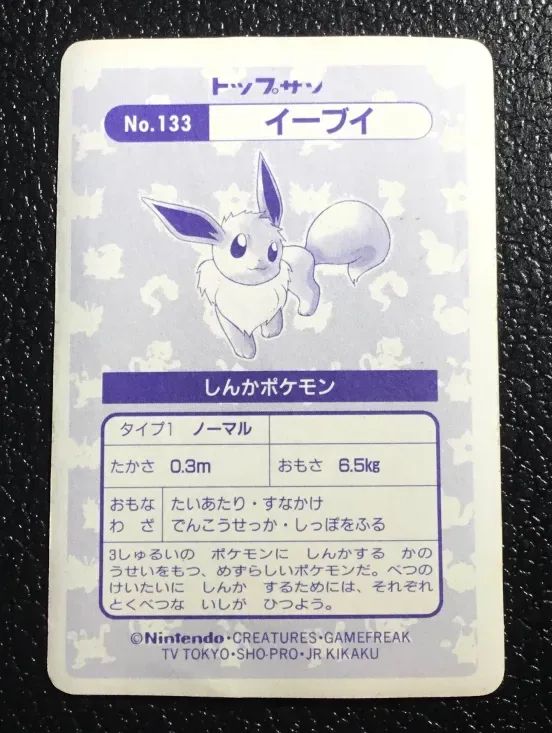 トップサン
No.133 イーブイ
しんかポケモン
タイプ1 ノーマル
たかさ 0.3m おもさ 6.5kg
おもな たいあたり・すなかけ
わざ でんこうせっか・しっぽをふる
3しゅるいの ポケモンに しんかする かの
うせいをもつ、めずらしいポケモンだ。べつの
けいたいに しんか するためには、それぞれ
とくべつな いしが ひつよう。
©Nintendo・CREATURES・GAMEFREAK
TV TOKYO・SHO-PRO・JR KIKAKU